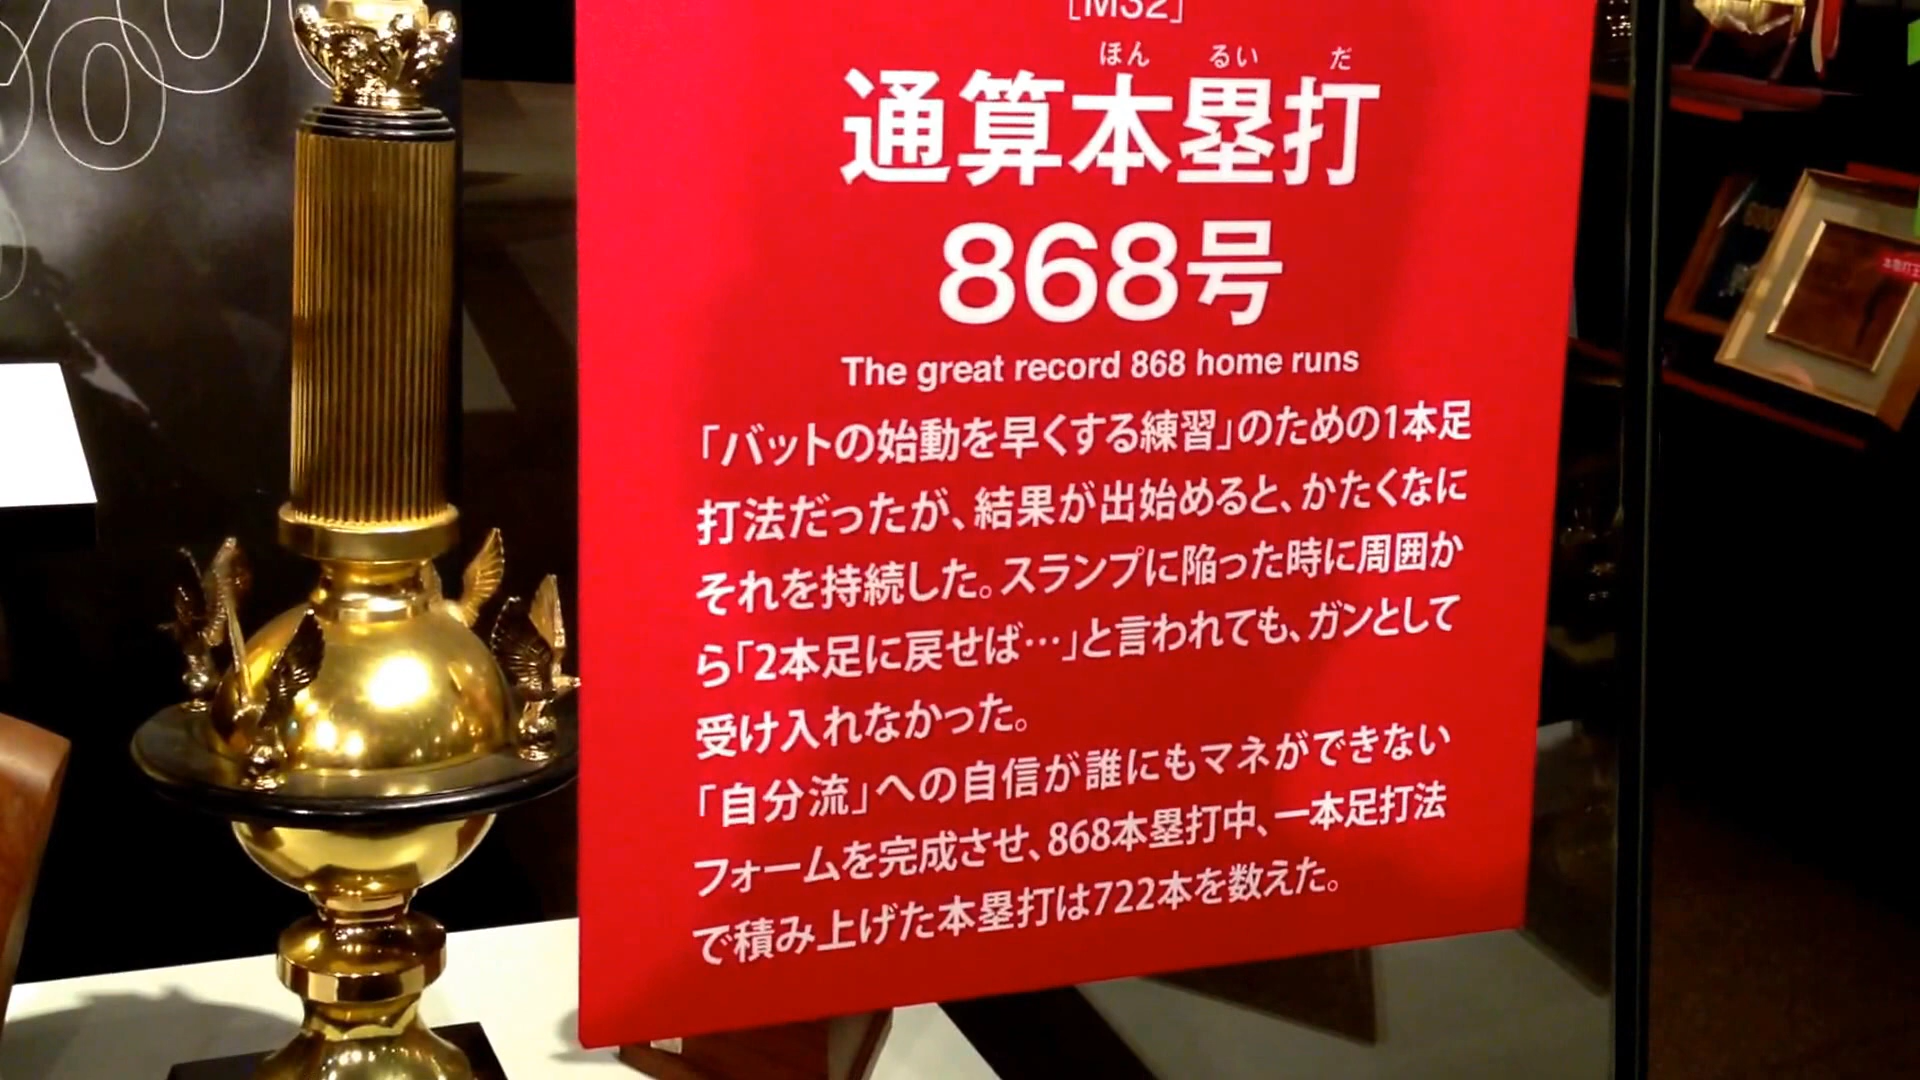 [M32]
ほん るい だ
通算本塁打
868号
The great record 868 home runs
「バットの始動を早くする練習」のための1本足
打法だったが、結果が出始めると、かたくなに
それを持続した。スランプに陥った時に周囲か
ら「2本足に戻せば…」と言われても、ガンとして
受け入れなかった。
「自分流」への自信が誰にもマネができない
フォームを完成させ、868本塁打中、一本足打法
で積み上げた本塁打は722本を数えた。